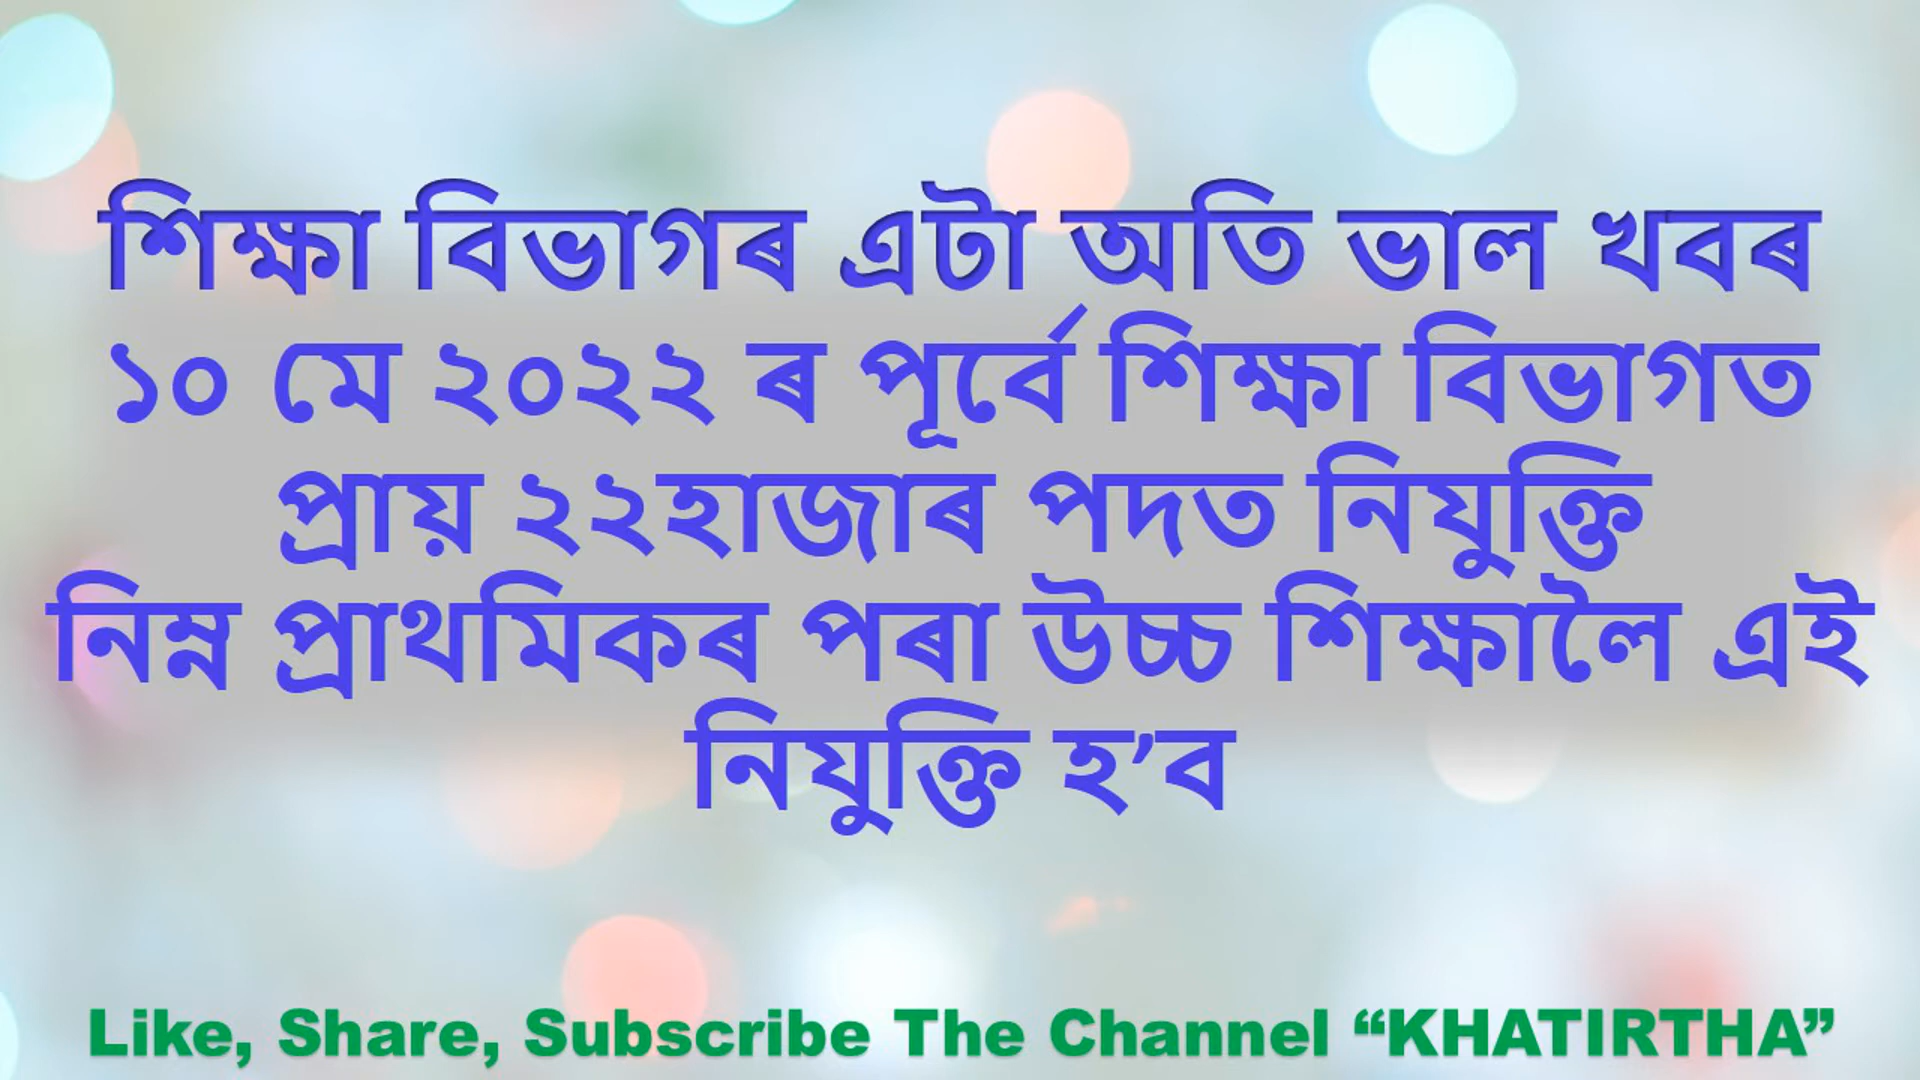 শিক্ষা বিভাগৰ এটা অতি ভাল খবৰ
১০ মে ২০২২ ৰ পূৰ্বে শিক্ষা বিভাগত
প্ৰায় ২২হাজাৰ পদত নিযুক্তি
নিম্ন প্ৰাথমিকৰ পৰা উচ্চ শিক্ষালৈ এই
নিযুক্তি হ’ব
Like, Share, Subscribe The Channel “KHATIRTHA”